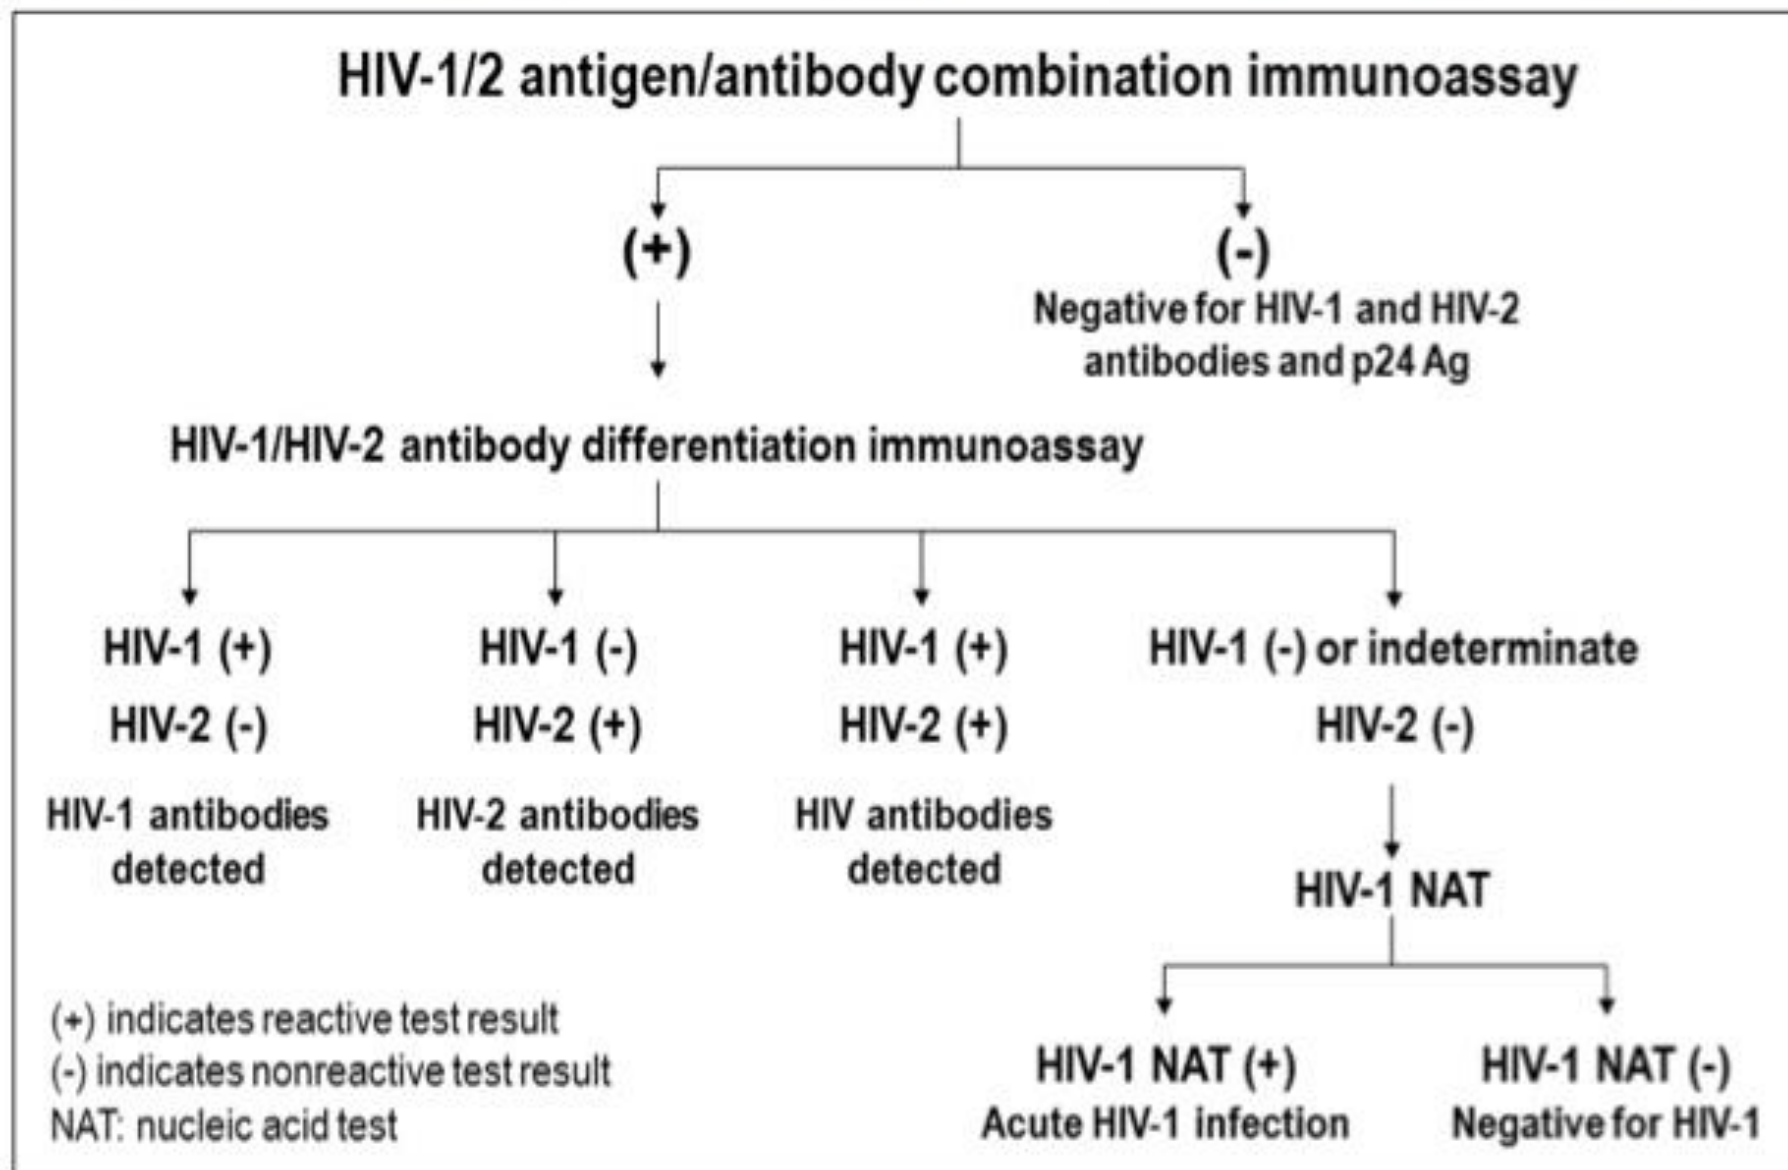 HIV-1/2 antigen/antibody combination immunoassay
(+)
(-)
Negative for HIV-1 and HIV-2
antibodies and p24 Ag
HIV-1/HIV-2 antibody differentiation immunoassay
HIV-1 (+)
HIV-2 (-)
HIV-1 antibodies
detected
HIV-1 (-)
HIV-2 (+)
HIV-2 antibodies
detected
HIV-1 (+)
HIV-2 (+)
HIV antibodies
detected
HIV-1 (-) or indeterminate
HIV-2 (-)
HIV-1 NAT
HIV-1 NAT (+)
Acute HIV-1 infection
HIV-1 NAT (-)
Negative for HIV-1
(+) indicates reactive test result
(-) indicates nonreactive test result
NAT: nucleic acid test